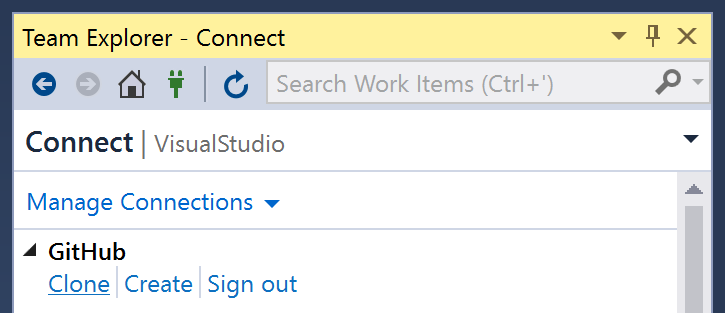 Team Explorer - Connect
Search Work Items (Ctrl+')
Connect | VisualStudio
Manage Connections
GitHub
Clone | Create | Sign out